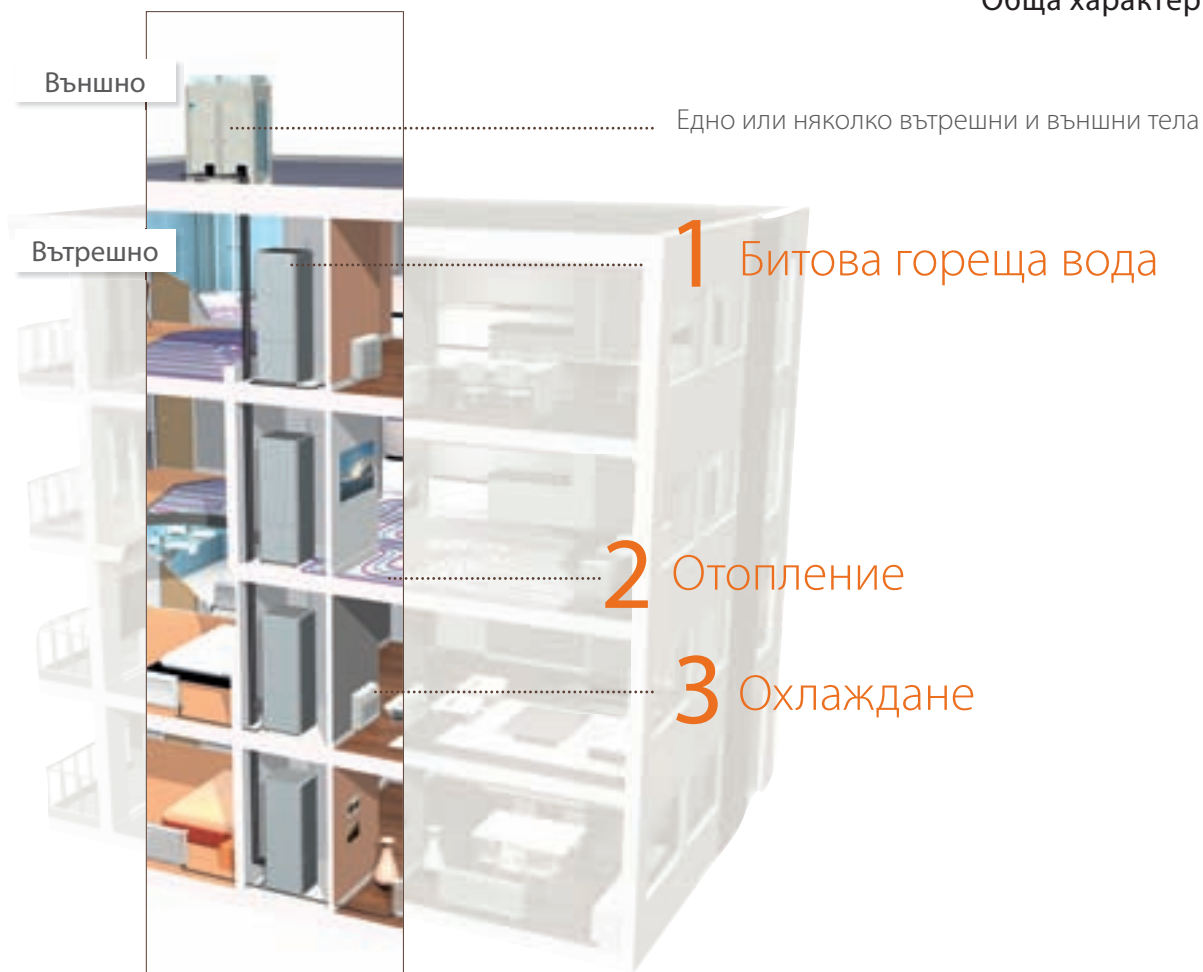 Външно
Едно или няколко вътрешни и външни тела
Вътрешно
1 Битова гореща вода
2 Отопление
3 Охлаждане